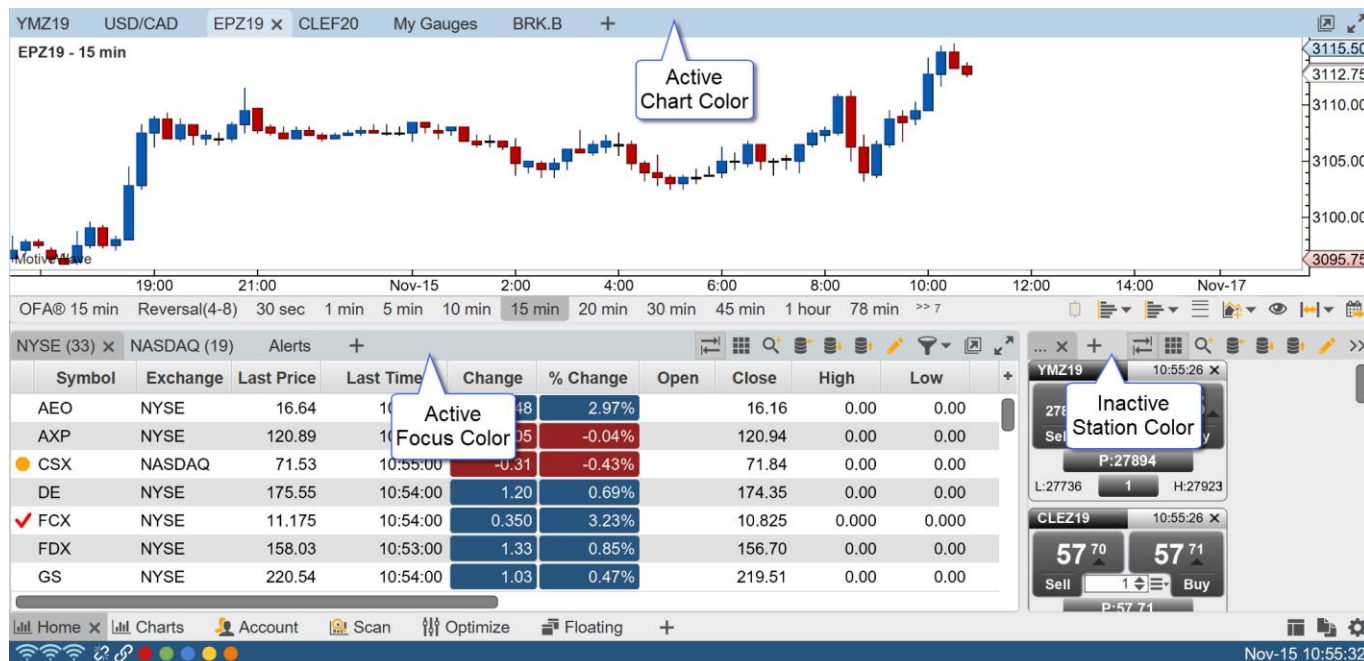 YMZ19 USD/CAD EPZ19 × CLEF20 My Gauges BRK.B +
EPZ19 - 15 min
Active
Chart Color
3115.50
3112.75
3110.00
3105.00
3100.00
3095.75
MotiveWave
19:00 21:00 Nov-15 2:00 4:00 6:00 8:00 10:00 12:00 14:00 Nov-17
OFA® 15 min Reversal(4-8) 30 sec 1 min 5 min 10 min 15 min 20 min 30 min 45 min 1 hour 78 min >> 7
NYSE (33) × NASDAQ (19) Alerts +
... × + >>
Symbol Exchange Last Price Last Time Change % Change Open Close High Low +
AEO NYSE 16.64 48 2.97% 16.16 0.00 0.00
AXP NYSE 120.89 05 -0.04% 120.94 0.00 0.00
CSX NASDAQ 71.53 10:55:00 -0.31 -0.43% 71.84 0.00 0.00
DE NYSE 175.55 10:54:00 1.20 0.69% 174.35 0.00 0.00
FCX NYSE 11.175 10:54:00 0.350 3.23% 10.825 0.000 0.000
FDX NYSE 158.03 10:53:00 1.33 0.85% 156.70 0.00 0.00
GS NYSE 220.54 10:54:00 1.03 0.47% 219.51 0.00 0.00
Active
Focus Color
YMZ19 10:55:26 ×
Inactive
Station Color
P:27894
L:27736 1 H:27923
CLEZ19 10:55:26 ×
57 70 57 71
Sell 1 Buy
P:57.71
Home × Charts Account Scan Optimize Floating +
Nov-15 10:55:32